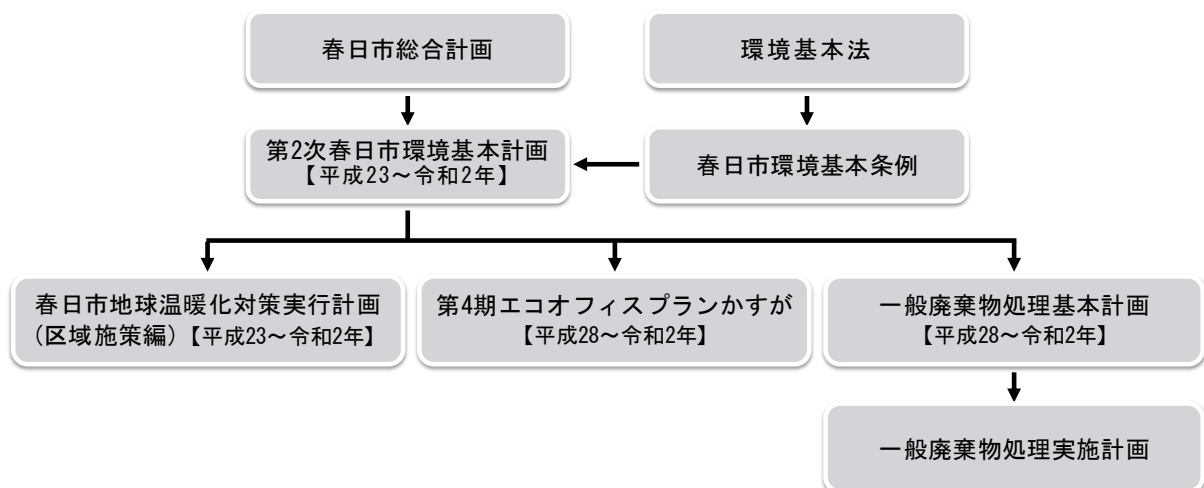 春日市総合計画
環境基本法
第2次春日市環境基本計画
【平成23～令和2年】
春日市環境基本条例
春日市地球温暖化対策実行計画
(区域施策編)【平成23～令和2年】
第4期エコオフィスプランかすが
【平成28～令和2年】
一般廃棄物処理基本計画
【平成28～令和2年】
一般廃棄物処理実施計画